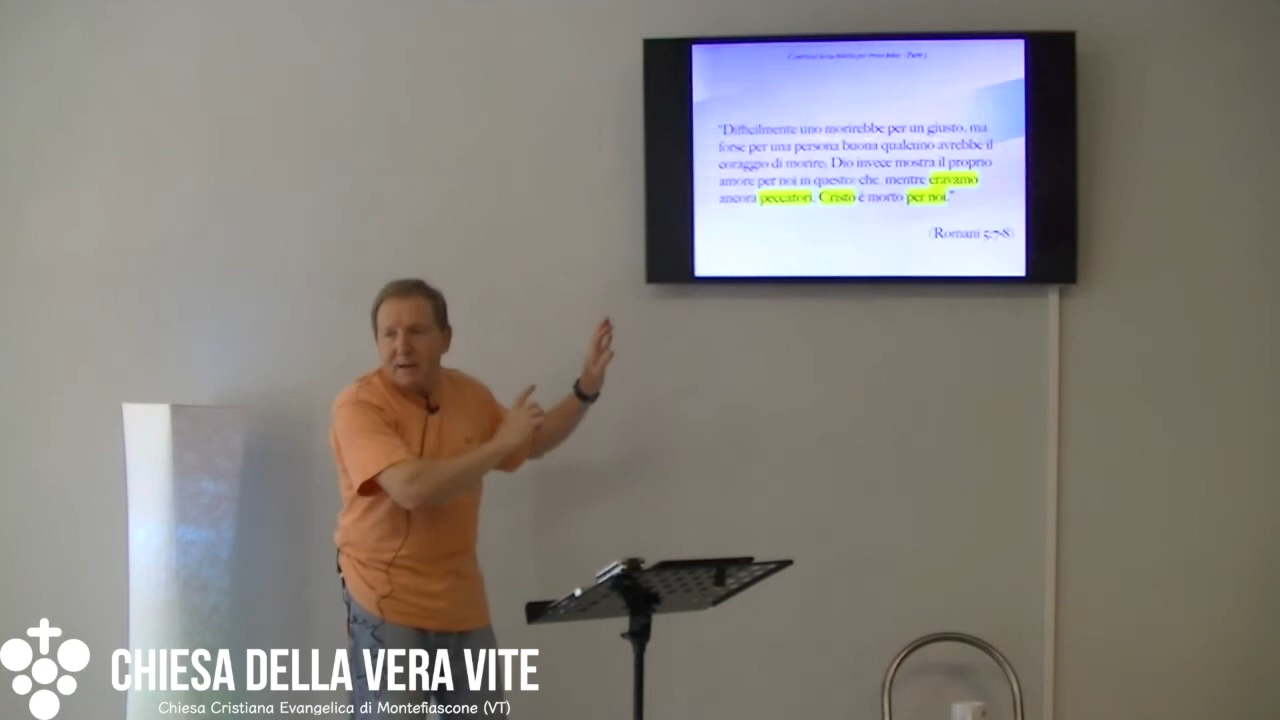 Parte 3
"Difficilmente uno morirebbe per un giusto, ma
forse per una persona buona qualcuno avrebbe il
coraggio di morire; Dio invece mostra il proprio
amore per noi in questo: che, mentre eravamo
ancora peccatori, Cristo è morto per noi."
(Romani 5:7-8)
CHIESA DELLA VERA VITE
Chiesa Cristiana Evangelica di Montefiascone (VT)